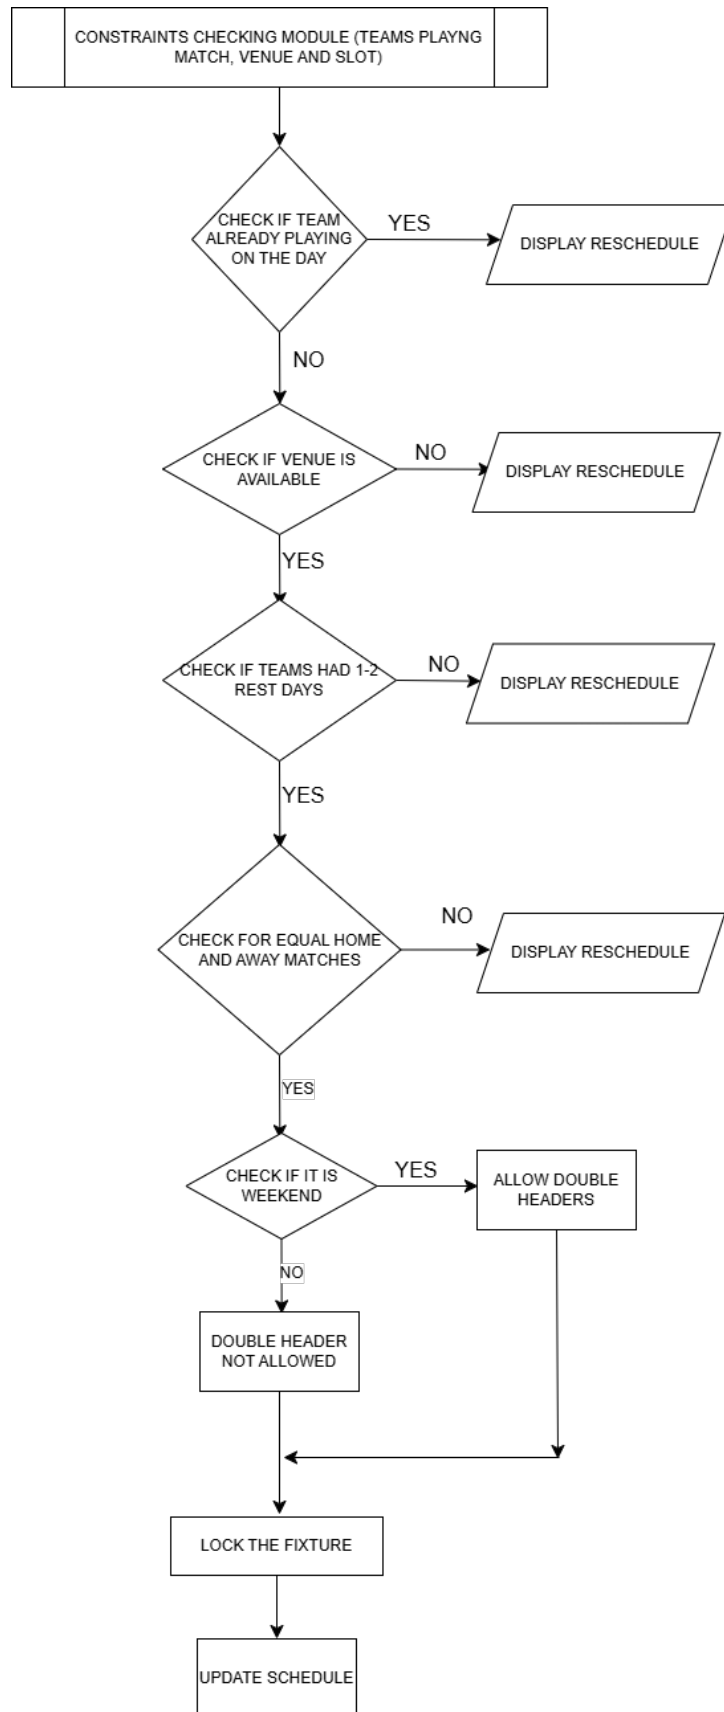 CONSTRAINTS CHECKING MODULE (TEAMS PLAYNG
MATCH, VENUE AND SLOT)
CHECK IF TEAM
ALREADY PLAYING
ON THE DAY
YES
DISPLAY RESCHEDULE
NO
CHECK IF VENUE IS
AVAILABLE
NO
DISPLAY RESCHEDULE
YES
CHECK IF TEAMS HAD 1-2
REST DAYS
NO
DISPLAY RESCHEDULE
YES
CHECK FOR EQUAL HOME
AND AWAY MATCHES
NO
DISPLAY RESCHEDULE
YES
CHECK IF IT IS
WEEKEND
YES
ALLOW DOUBLE
HEADERS
NO
DOUBLE HEADER
NOT ALLOWED
LOCK THE FIXTURE
UPDATE SCHEDULE